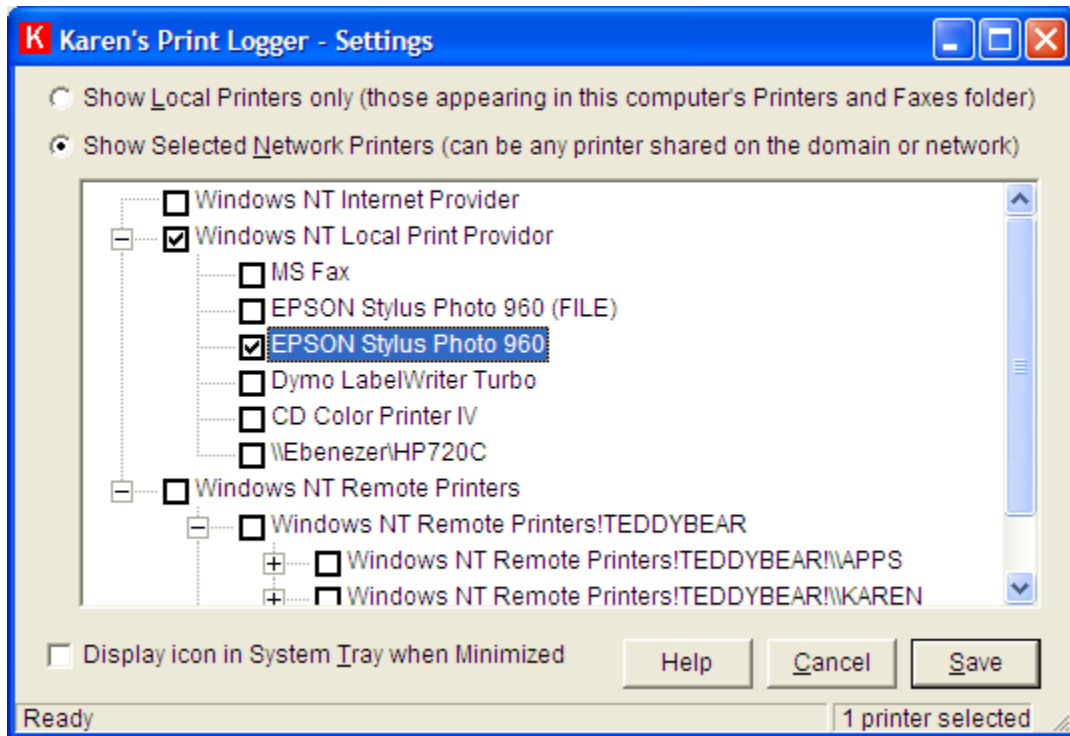 K Karen's Print Logger - Settings
Show Local Printers only (those appearing in this computer's Printers and Faxes folder)
Show Selected Network Printers (can be any printer shared on the domain or network)
Windows NT Internet Provider
Windows NT Local Print Providor
MS Fax
EPSON Stylus Photo 960 (FILE)
EPSON Stylus Photo 960
Dymo LabelWriter Turbo
CD Color Printer IV
\\Ebenezer\HP720C
Windows NT Remote Printers
Windows NT Remote Printers!TEDDYBEAR
Windows NT Remote Printers!TEDDYBEAR!\\APPS
Windows NT Remote Printers!TEDDYBEAR!\\KAREN
Display icon in System Tray when Minimized
Help Cancel Save
Ready 1 printer selected